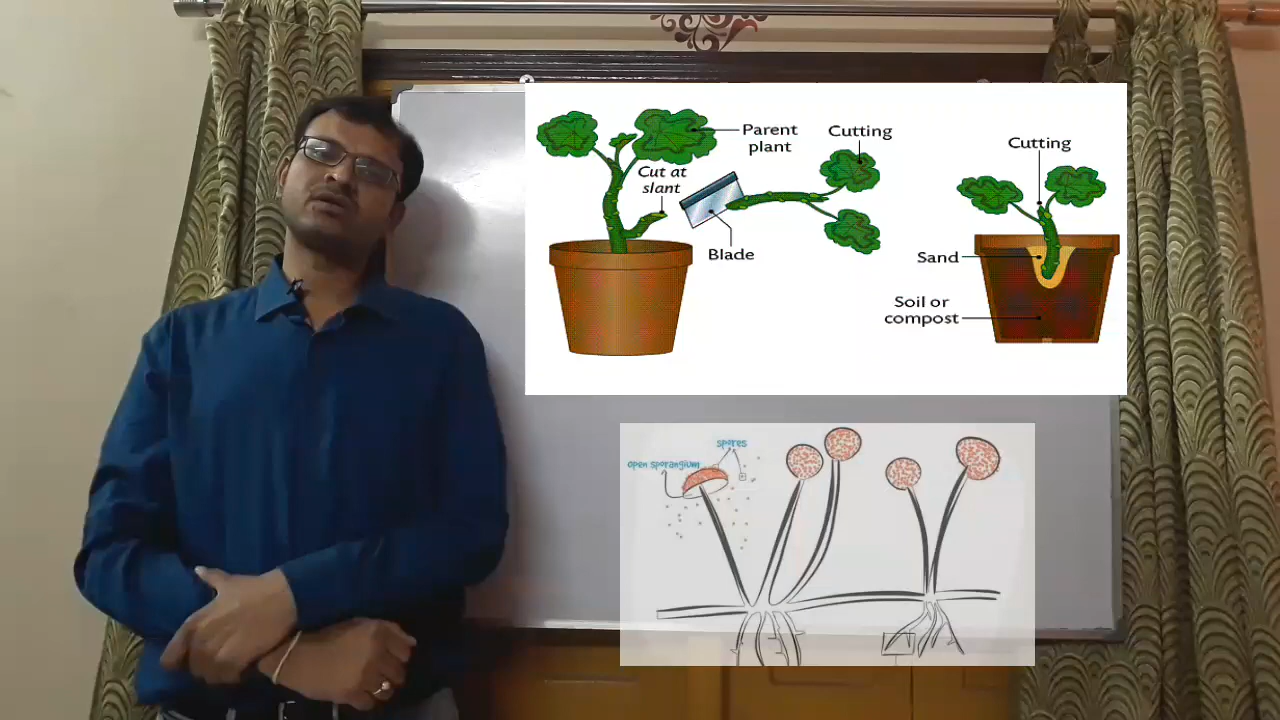 Parent
plant
Cutting
Cut at
slant
Blade
Cutting
Sand
Soil or
compost
spores
open sporangium